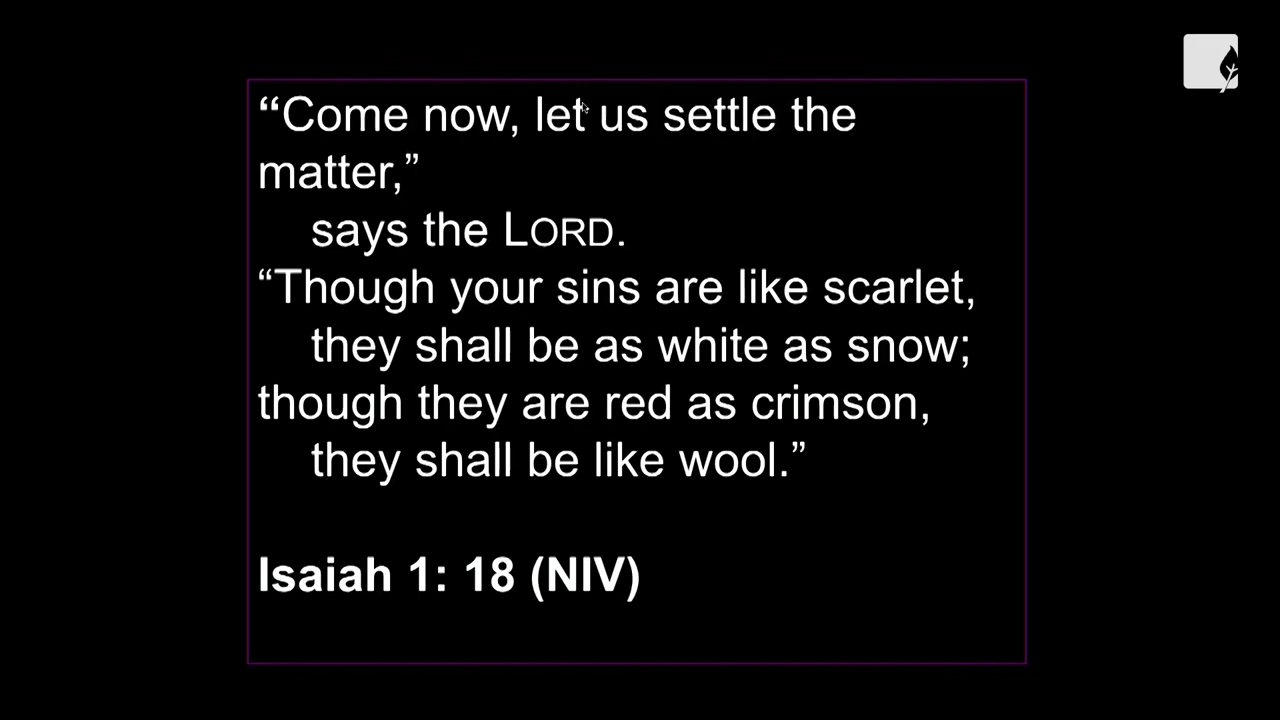 “Come now, let us settle the
matter,”
says the LORD.
“Though your sins are like scarlet,
they shall be as white as snow;
though they are red as crimson,
they shall be like wool.”
Isaiah 1: 18 (NIV)